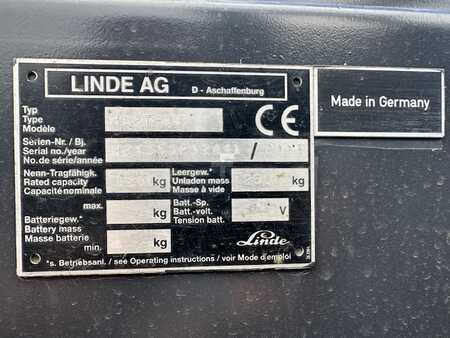 LINDE AG D - Aschaffenburg
Typ
Type
Modèle
Serien-Nr. / Bj.
Serial no./year
No. de série/année /
Nenn-Tragfähigk.
Rated capacity kg
Capacité nominale
Leergew.*
Unladen mass kg
Masse à vide
Batteriegew.*
Battery mass
Masse batterie
max. kg
min. kg
Batt.-Sp.
Batt.-volt. V
Tension batt.
CE
Linde
*s. Betriebsanl. / see Operating instructions / voir Mode d'emploi
Made in Germany